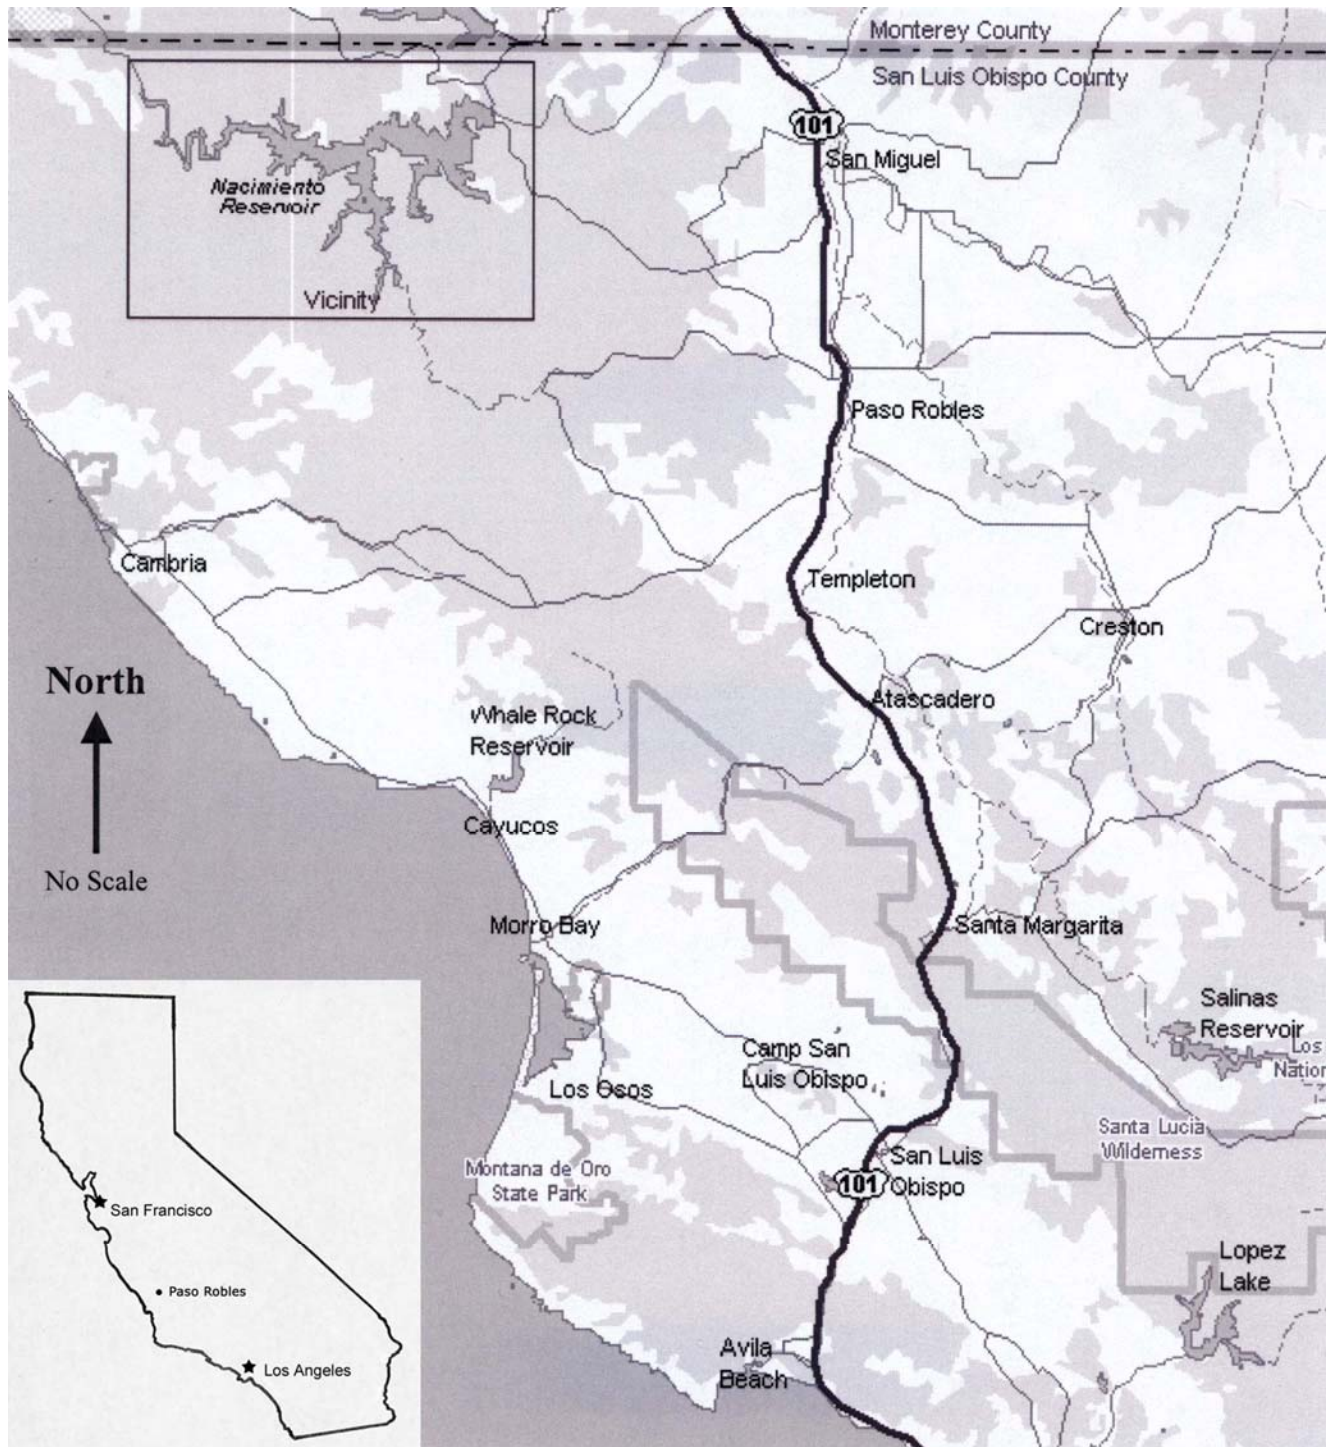 Monterey County
San Luis Obispo County
101
San Miguel
Nacimiento
Reservoir
Vicinity
Paso Robles
Cambria
Templeton
Creston
North
Atascadero
Whale Rock
Reservoir
Cayucos
No Scale
Morro Bay
Santa Margarita
Salinas
Reservoir
Los
Nation
Camp San
Luis Obispo
Los Osos
Santa Lucia
Wilderness
San Luis
Obispo
101
Montana de Oro
State Park
San Francisco
Lopez
Lake
Paso Robles
Avila
Beach
Los Angeles